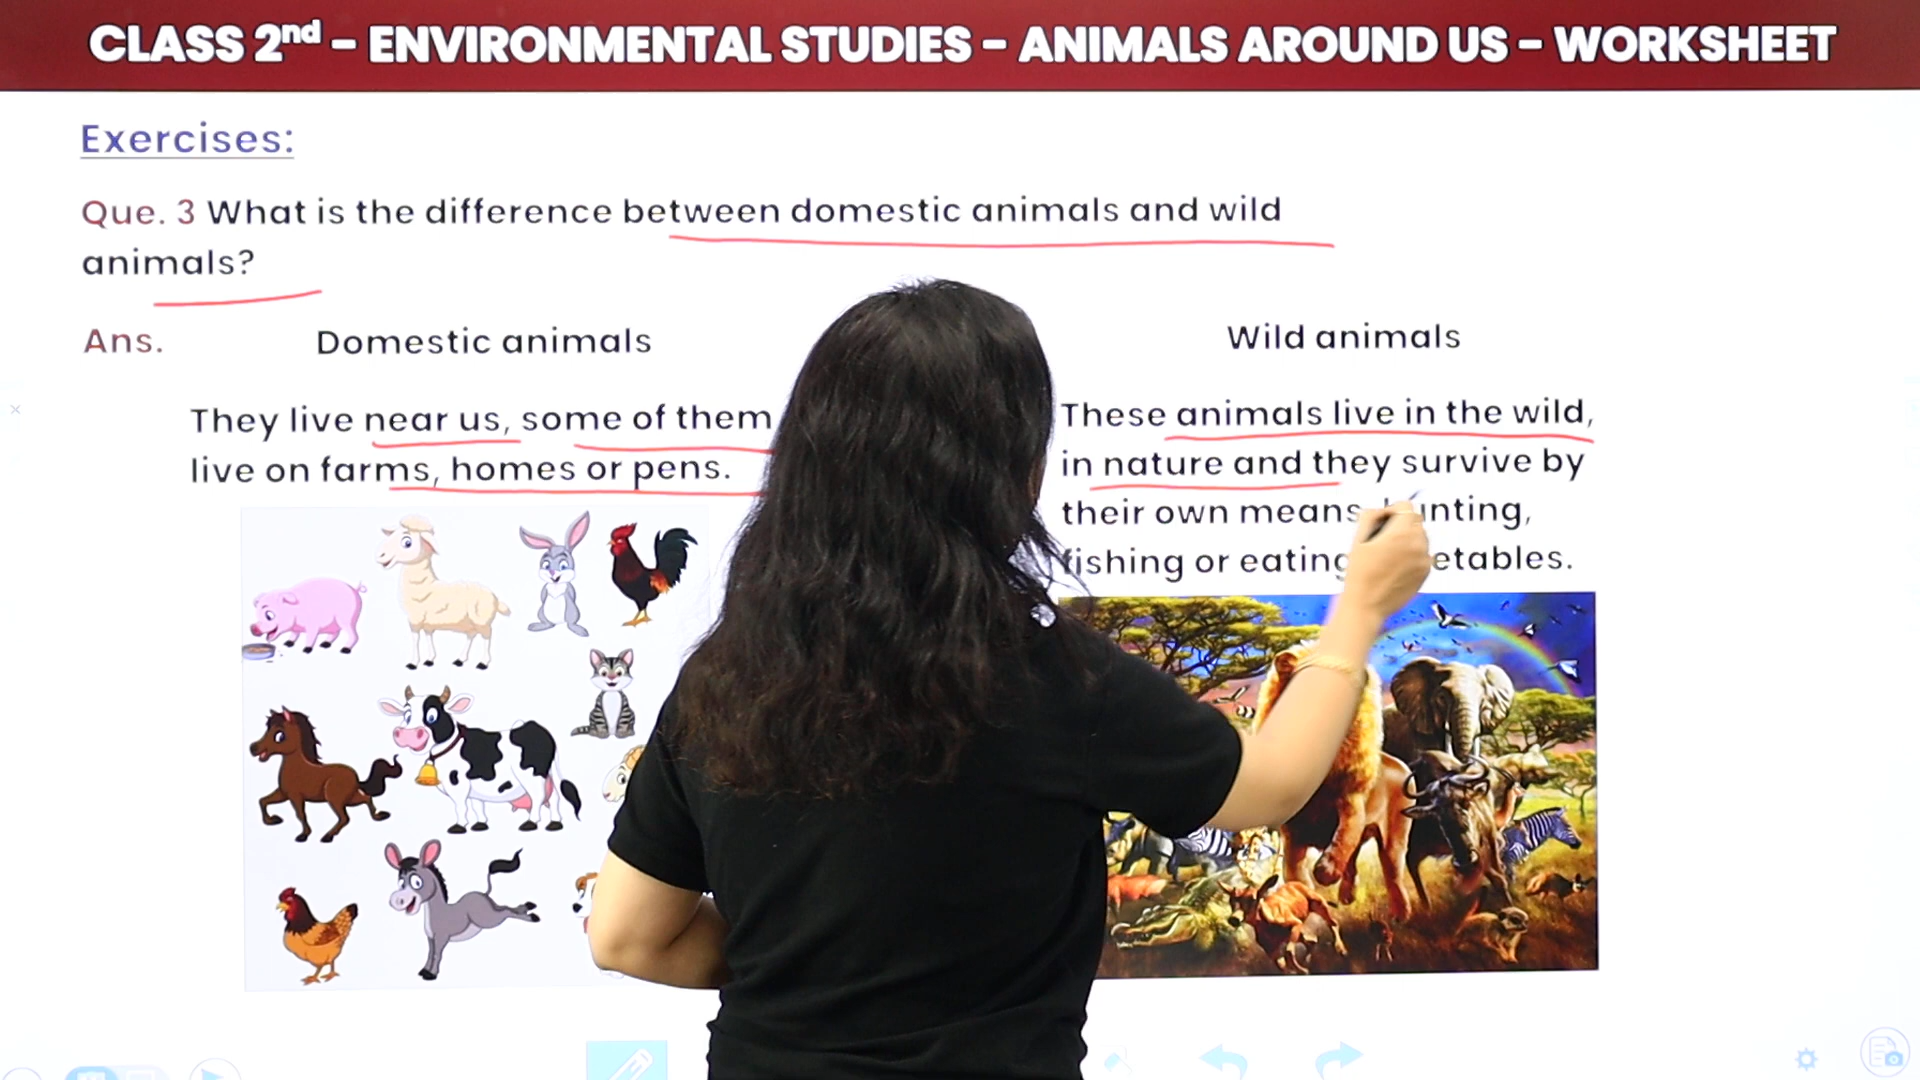 CLASS 2nd – ENVIRONMENTAL STUDIES – ANIMALS AROUND US – WORKSHEET
Exercises:
Que. 3 What is the difference between domestic animals and wild
animals?
Ans.
Domestic animals
They live near us, some of them
live on farms, homes or pens.
Wild animals
These animals live in the wild,
in nature and they survive by
their own means
fishing or eating